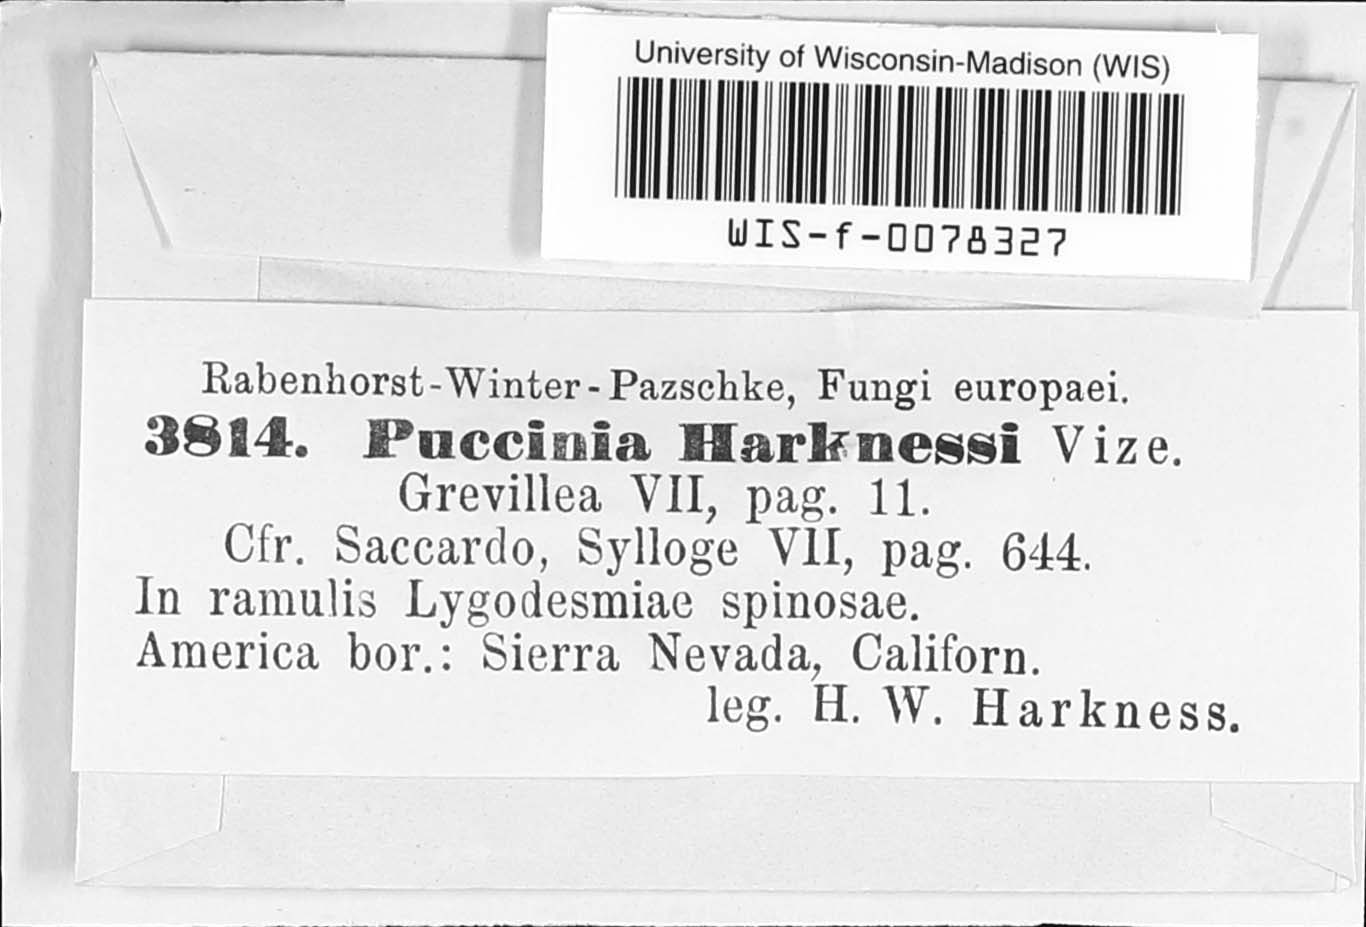 University of Wisconsin-Madison (WIS)
WIS-f-0078327
Rabenhorst-Winter-Pazschke, Fungi europaei.
3814. Puccinia Harknessi Vize.
Grevillea VII, pag. 11.
Cfr. Saccardo, Sylloge VII, pag. 644.
In ramulis Lygodesmiae spinosae.
America bor.: Sierra Nevada, Californ.
leg. H. W. Harkness.